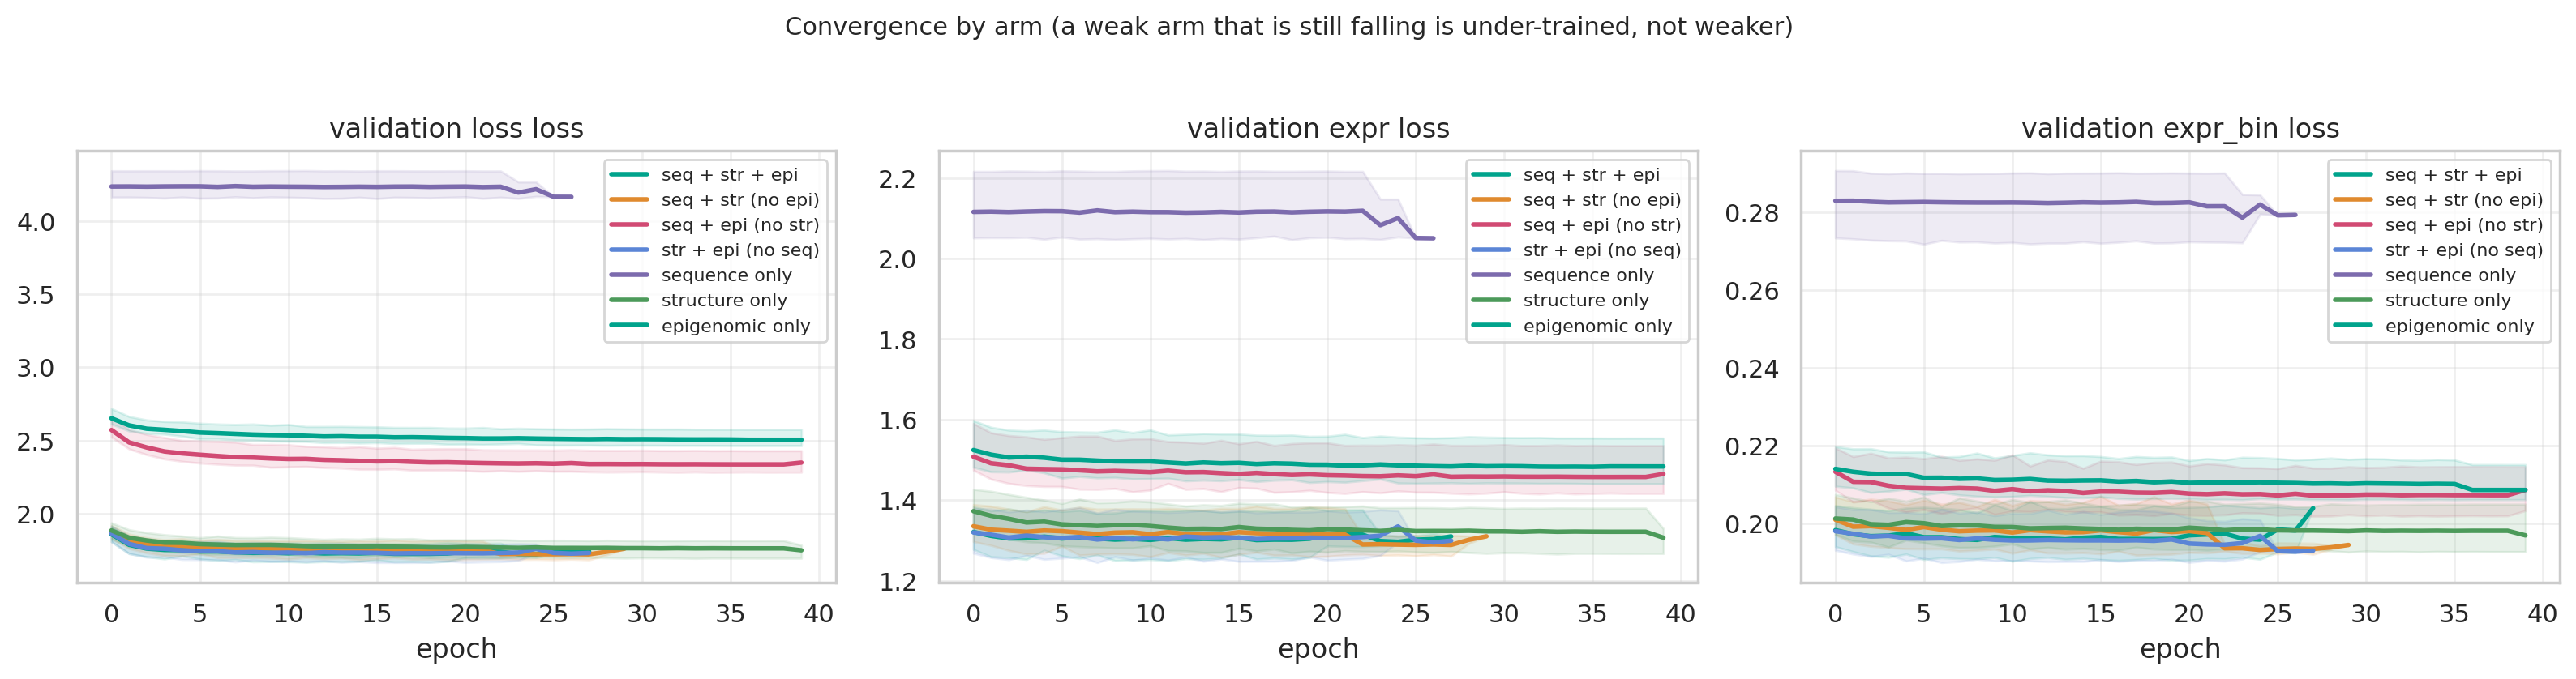 Convergence by arm (a weak arm that is still falling is under-trained, not weaker)
validation loss loss
4.0
3.5
3.0
2.5
2.0
0 5 10 15 20 25 30 35 40
epoch
seq + str + epi
seq + str (no epi)
seq + epi (no str)
str + epi (no seq)
sequence only
structure only
epigenomic only
validation expr loss
2.2
2.0
1.8
1.6
1.4
1.2
0 5 10 15 20 25 30 35 40
epoch
seq + str + epi
seq + str (no epi)
seq + epi (no str)
str + epi (no seq)
sequence only
structure only
epigenomic only
validation expr_bin loss
0.28
0.26
0.24
0.22
0.20
0 5 10 15 20 25 30 35 40
epoch
seq + str + epi
seq + str (no epi)
seq + epi (no str)
str + epi (no seq)
sequence only
structure only
epigenomic only